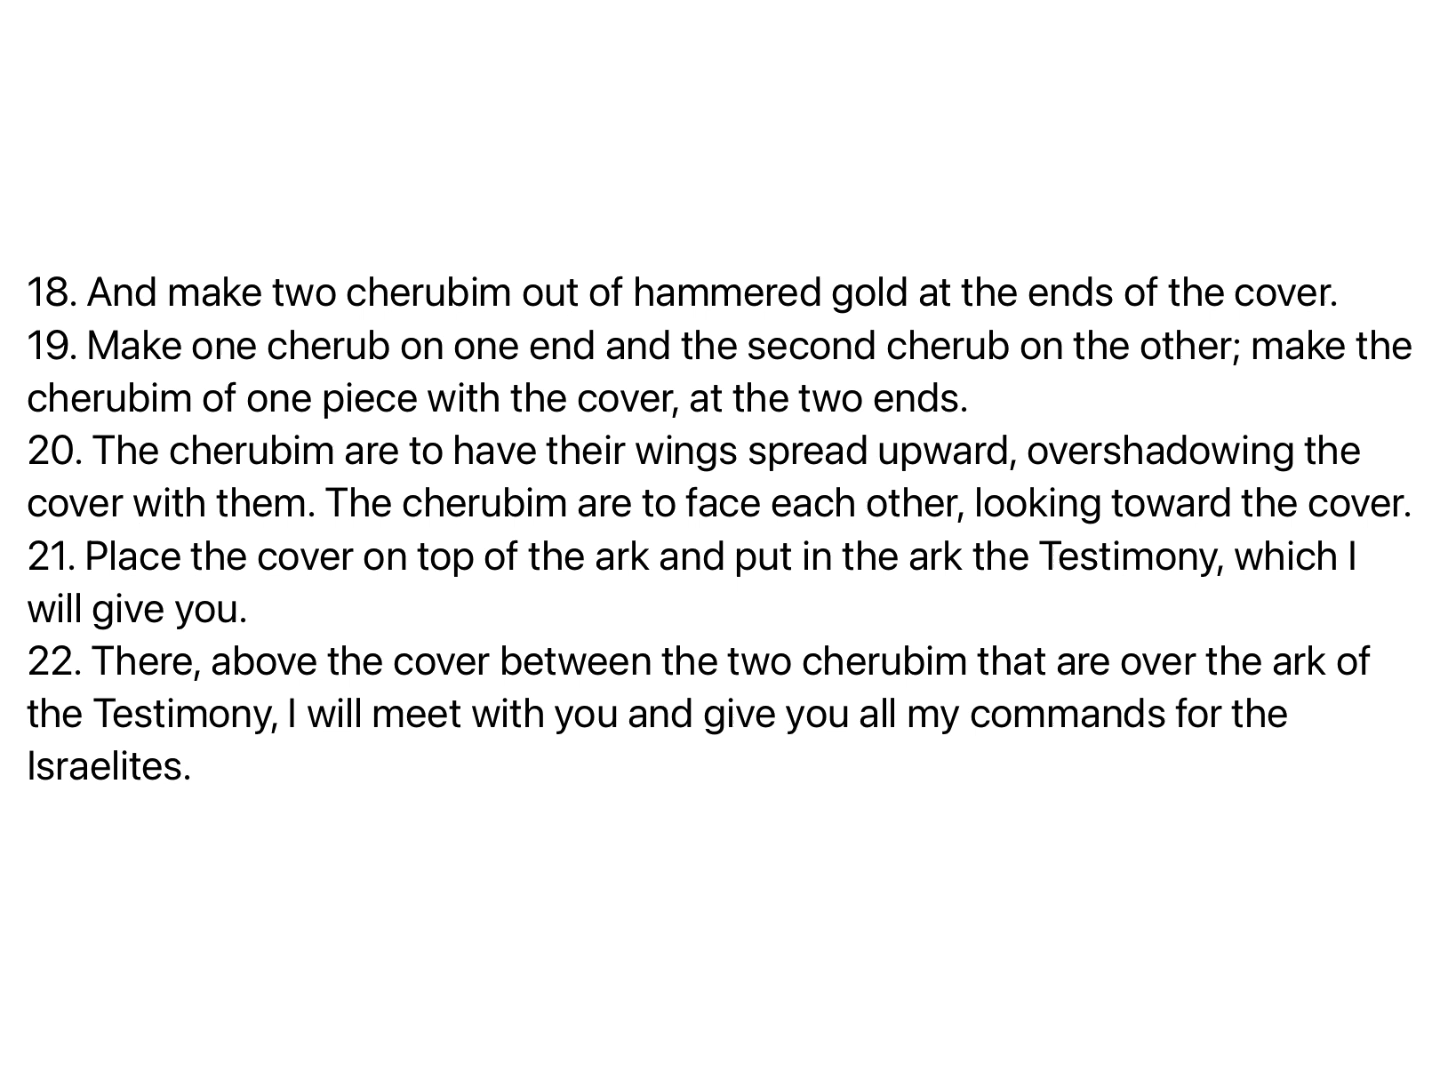 18. And make two cherubim out of hammered gold at the ends of the cover.
19. Make one cherub on one end and the second cherub on the other; make the
cherubim of one piece with the cover, at the two ends.
20. The cherubim are to have their wings spread upward, overshadowing the
cover with them. The cherubim are to face each other, looking toward the cover.
21. Place the cover on top of the ark and put in the ark the Testimony, which I
will give you.
22. There, above the cover between the two cherubim that are over the ark of
the Testimony, I will meet with you and give you all my commands for the
Israelites.